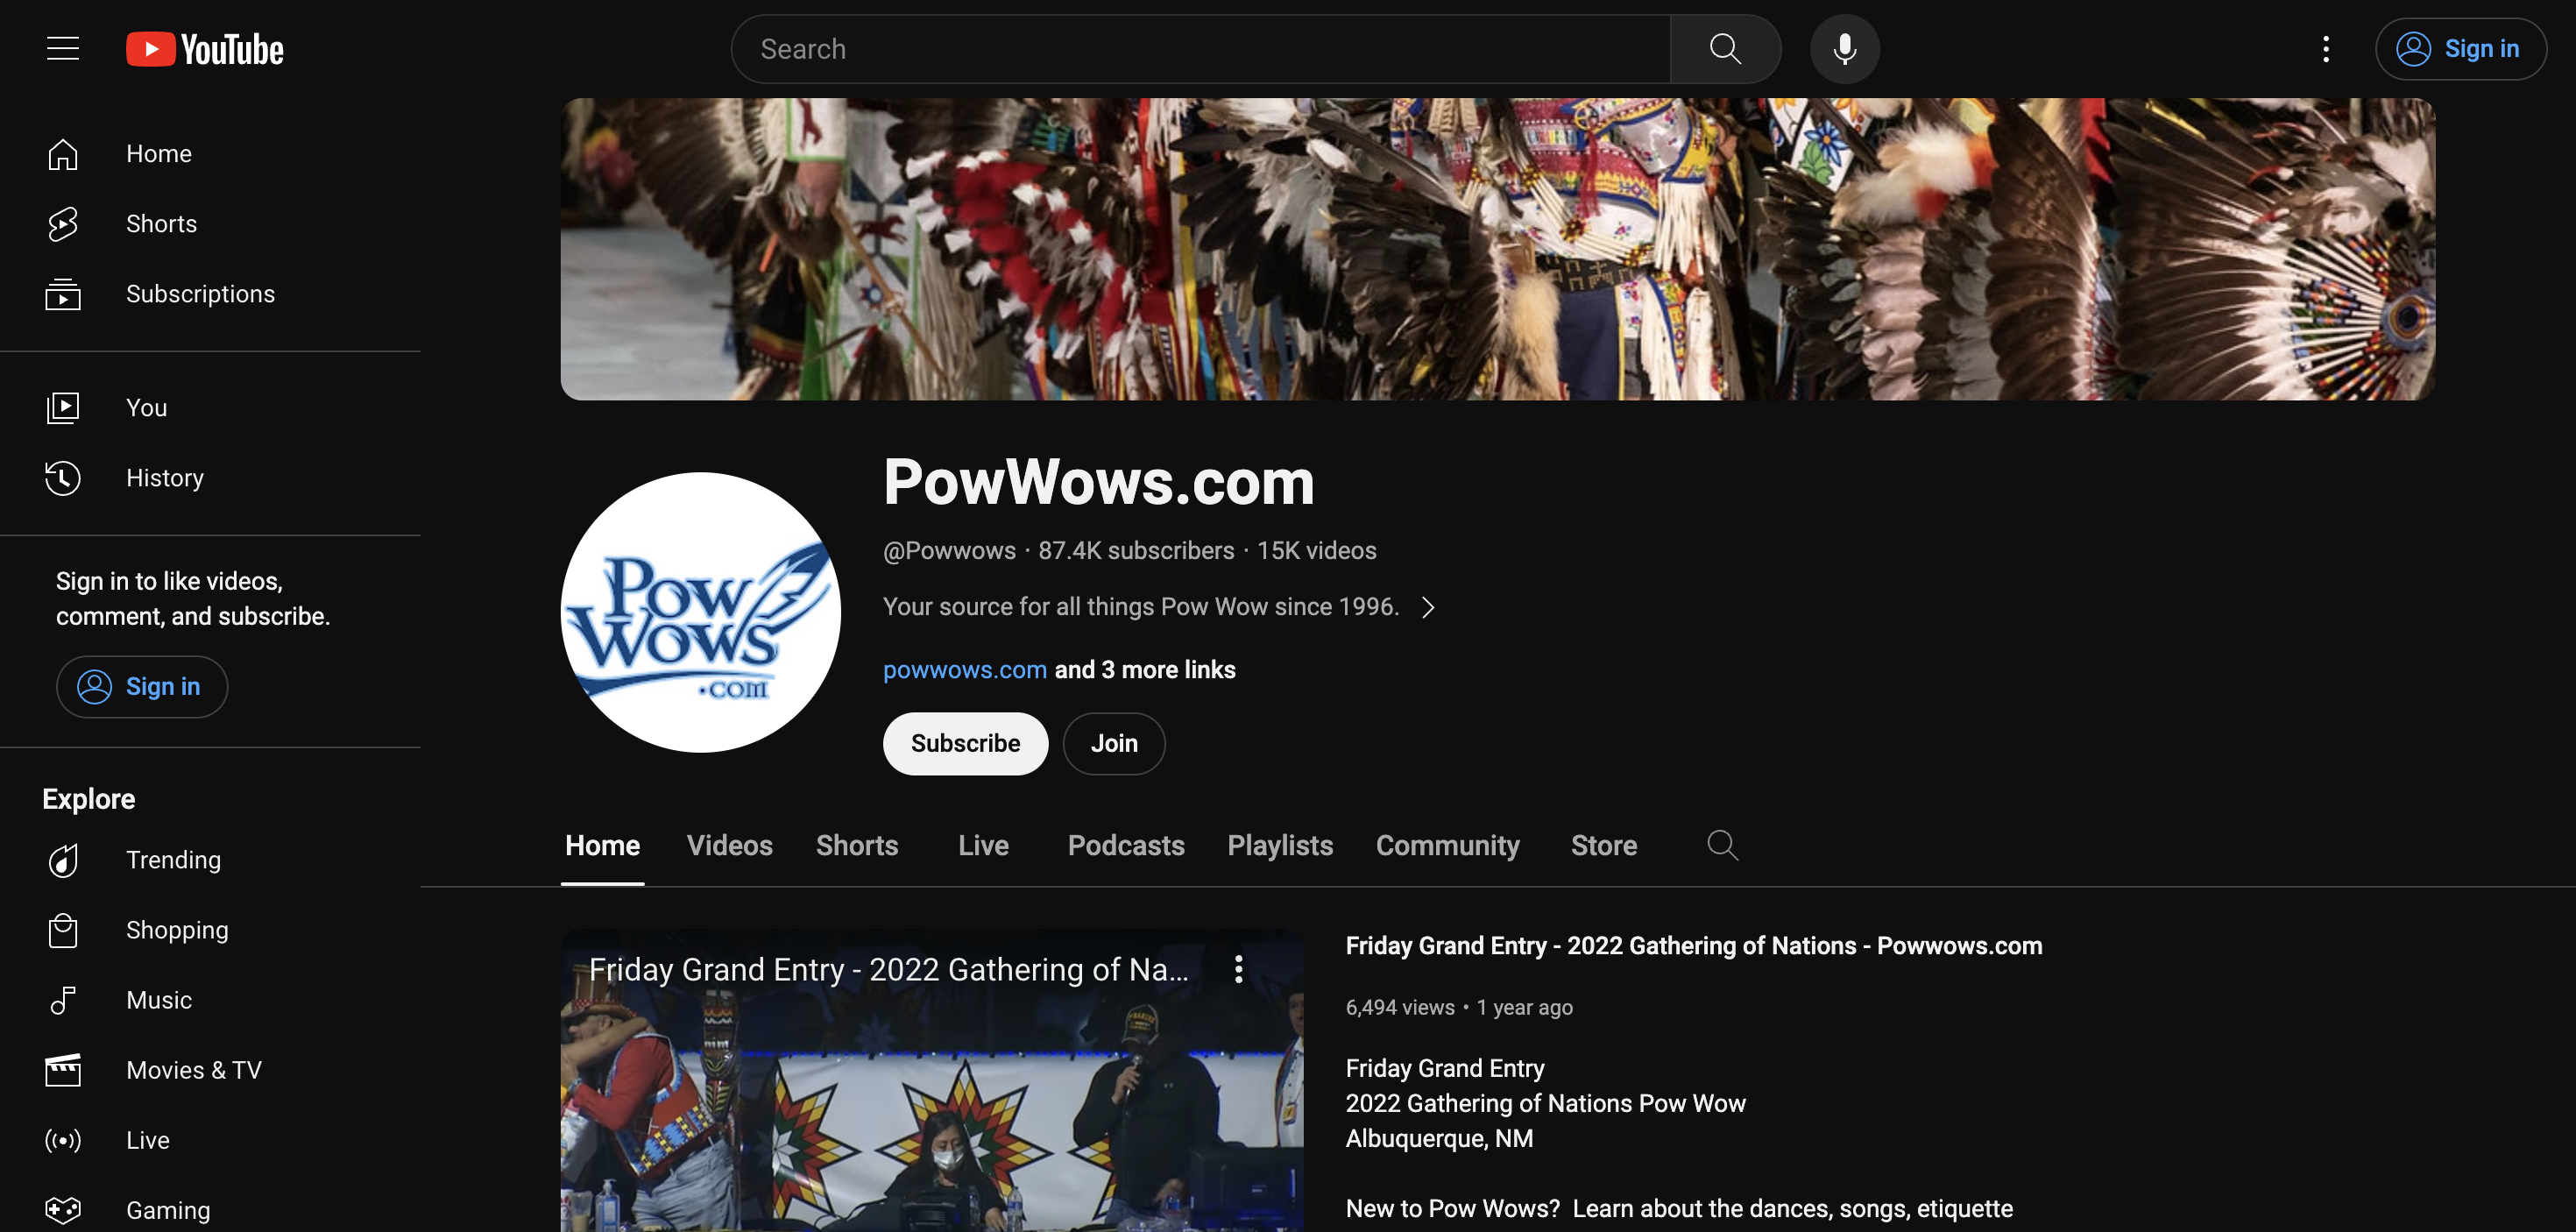 YouTube
Search
Sign in
Home
Shorts
Subscriptions
You
History
Sign in to like videos,
comment, and subscribe.
Sign in
Explore
Trending
Shopping
Music
Movies & TV
Live
Gaming
PowWows.com
@Powwows · 87.4K subscribers · 15K videos
Your source for all things Pow Wow since 1996.
powwows.com and 3 more links
Subscribe
Join
Pow
Wows
.com
Home
Videos
Shorts
Live
Podcasts
Playlists
Community
Store
Friday Grand Entry - 2022 Gathering of Na...
Friday Grand Entry - 2022 Gathering of Nations - Powwows.com
6,494 views • 1 year ago
Friday Grand Entry
2022 Gathering of Nations Pow Wow
Albuquerque, NM
New to Pow Wows?  Learn about the dances, songs, etiquette